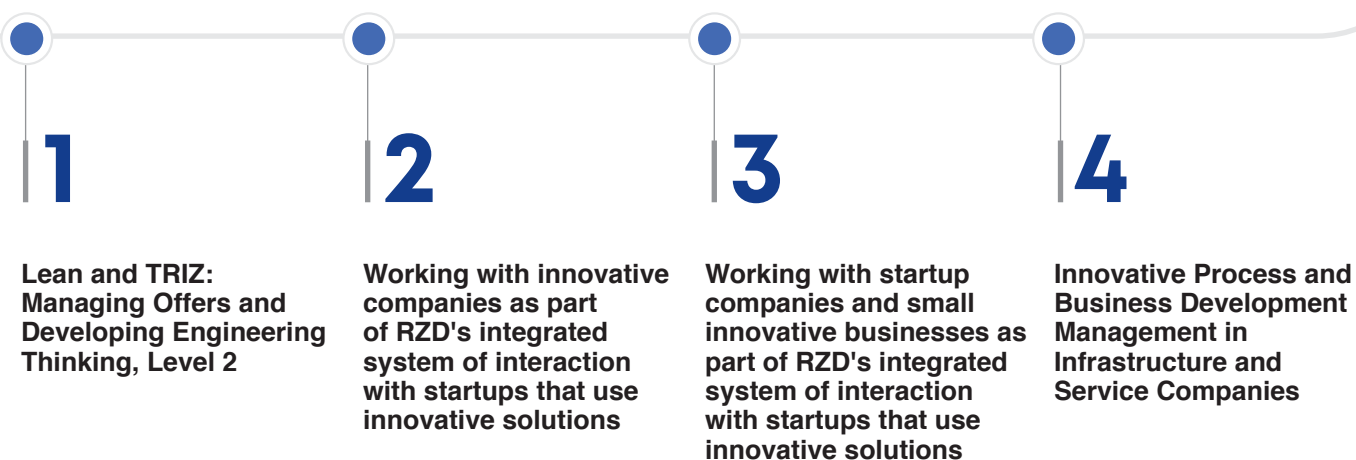 1
Lean and TRIZ:
Managing Offers and
Developing Engineering
Thinking, Level 2
2
Working with innovative
companies as part
of RZD's integrated
system of interaction
with startups that use
innovative solutions
3
Working with startup
companies and small
innovative businesses as
part of RZD's integrated
system of interaction
with startups that use
innovative solutions
4
Innovative Process and
Business Development
Management in
Infrastructure and
Service Companies